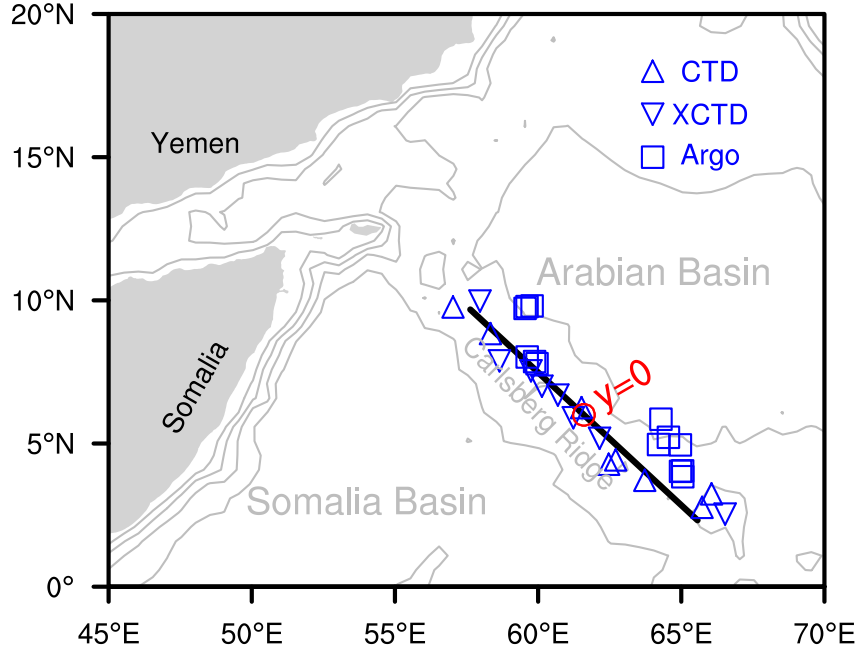 20°N
CTD
XCTD
Argo
Yemen
15°N
Arabian Basin
10°N
Somalia
Carlsberg Ridge
y=0
5°N
Somalia Basin
0°
45°E
50°E
55°E
60°E
65°E
70°E